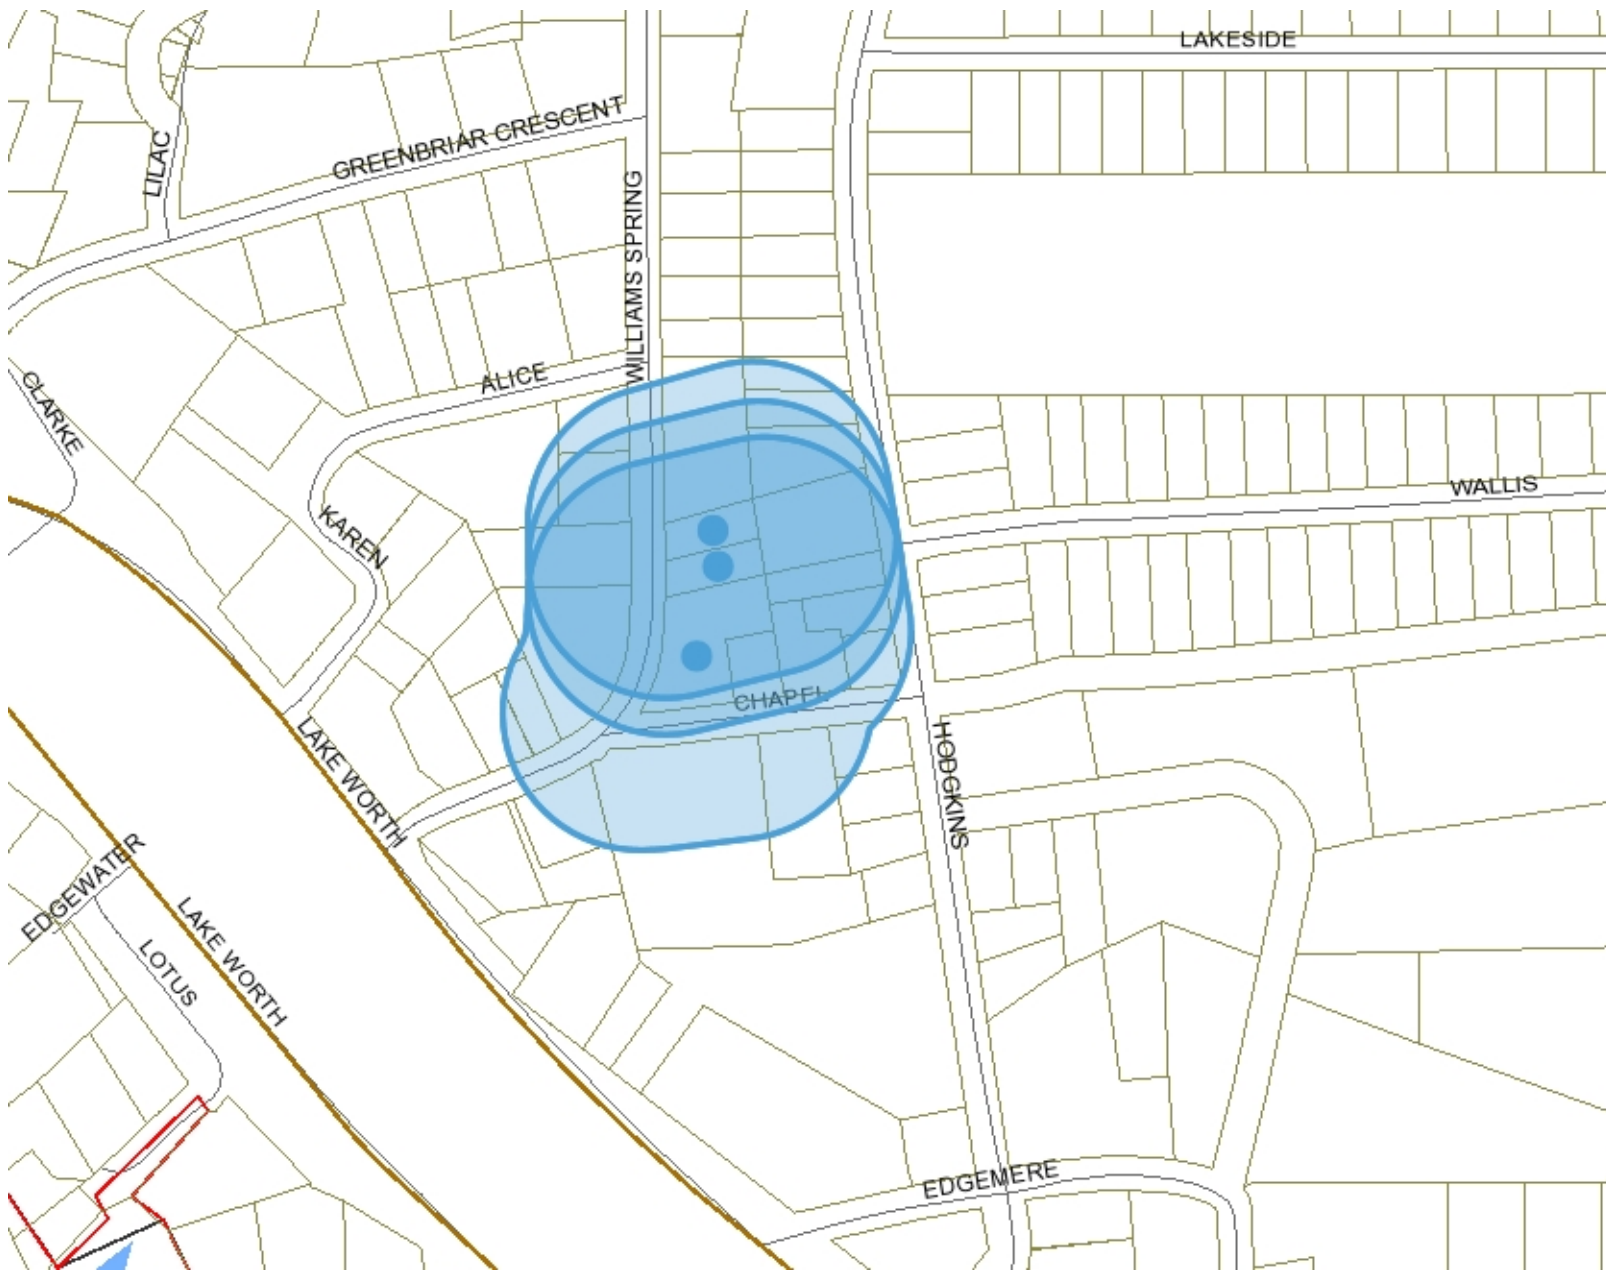 LAKESIDE
GREENBRIAR CRESCENT
LILAC
WILLIAMS SPRING
ALICE
CLARKE
WALLIS
KAREN
CHAPEL
LAKE WORTH
HODGKINS
EDGEWATER
LAKE WORTH
LOTUS
EDGEMERE